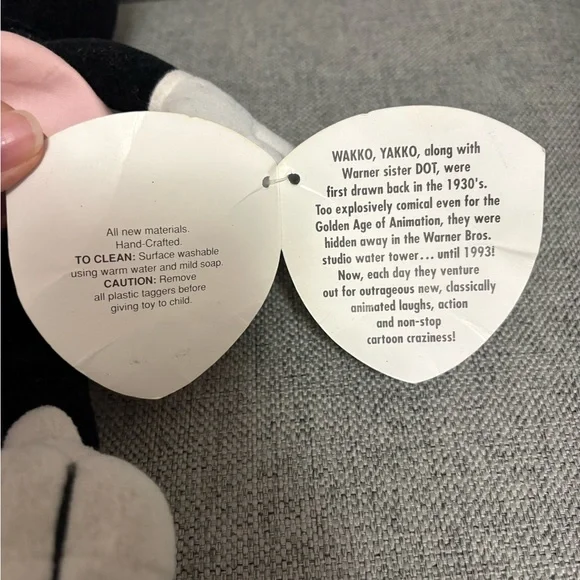 All new materials.
Hand-Crafted.
TO CLEAN: Surface washable
using warm water and mild soap.
CAUTION: Remove
all plastic taggers before
giving toy to child.
WAKKO, YAKKO, along with
Warner sister DOT, were
first drawn back in the 1930's.
Too explosively comical even for the
Golden Age of Animation, they were
hidden away in the Warner Bros.
studio water tower... until 1993!
Now, each day they venture
out for outrageous new, classically
animated laughs, action
and non-stop
cartoon craziness!